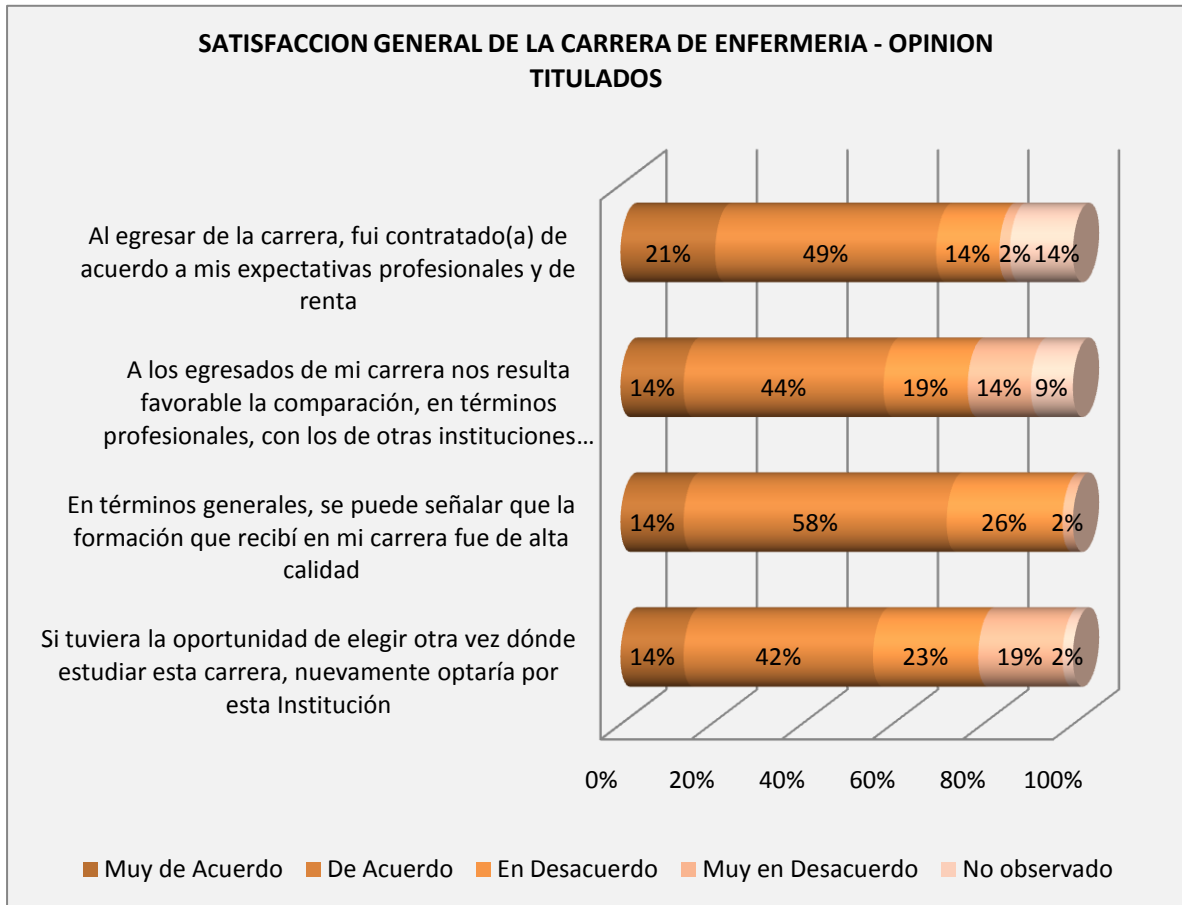 SATISFACCION GENERAL DE LA CARRERA DE ENFERMERIA - OPINION
TITULADOS
Al egresar de la carrera, fui contratado(a) de
acuerdo a mis expectativas profesionales y de
renta
21% 49% 14% 2% 14%
A los egresados de mi carrera nos resulta
favorable la comparación, en términos
profesionales, con los de otras instituciones…
14% 44% 19% 14% 9%
En términos generales, se puede señalar que la
formación que recibí en mi carrera fue de alta
calidad
14% 58% 26% 2%
Si tuviera la oportunidad de elegir otra vez dónde
estudiar esta carrera, nuevamente optaría por
esta Institución
14% 42% 23% 19% 2%
0% 20% 40% 60% 80% 100%
Muy de Acuerdo De Acuerdo En Desacuerdo Muy en Desacuerdo No observado